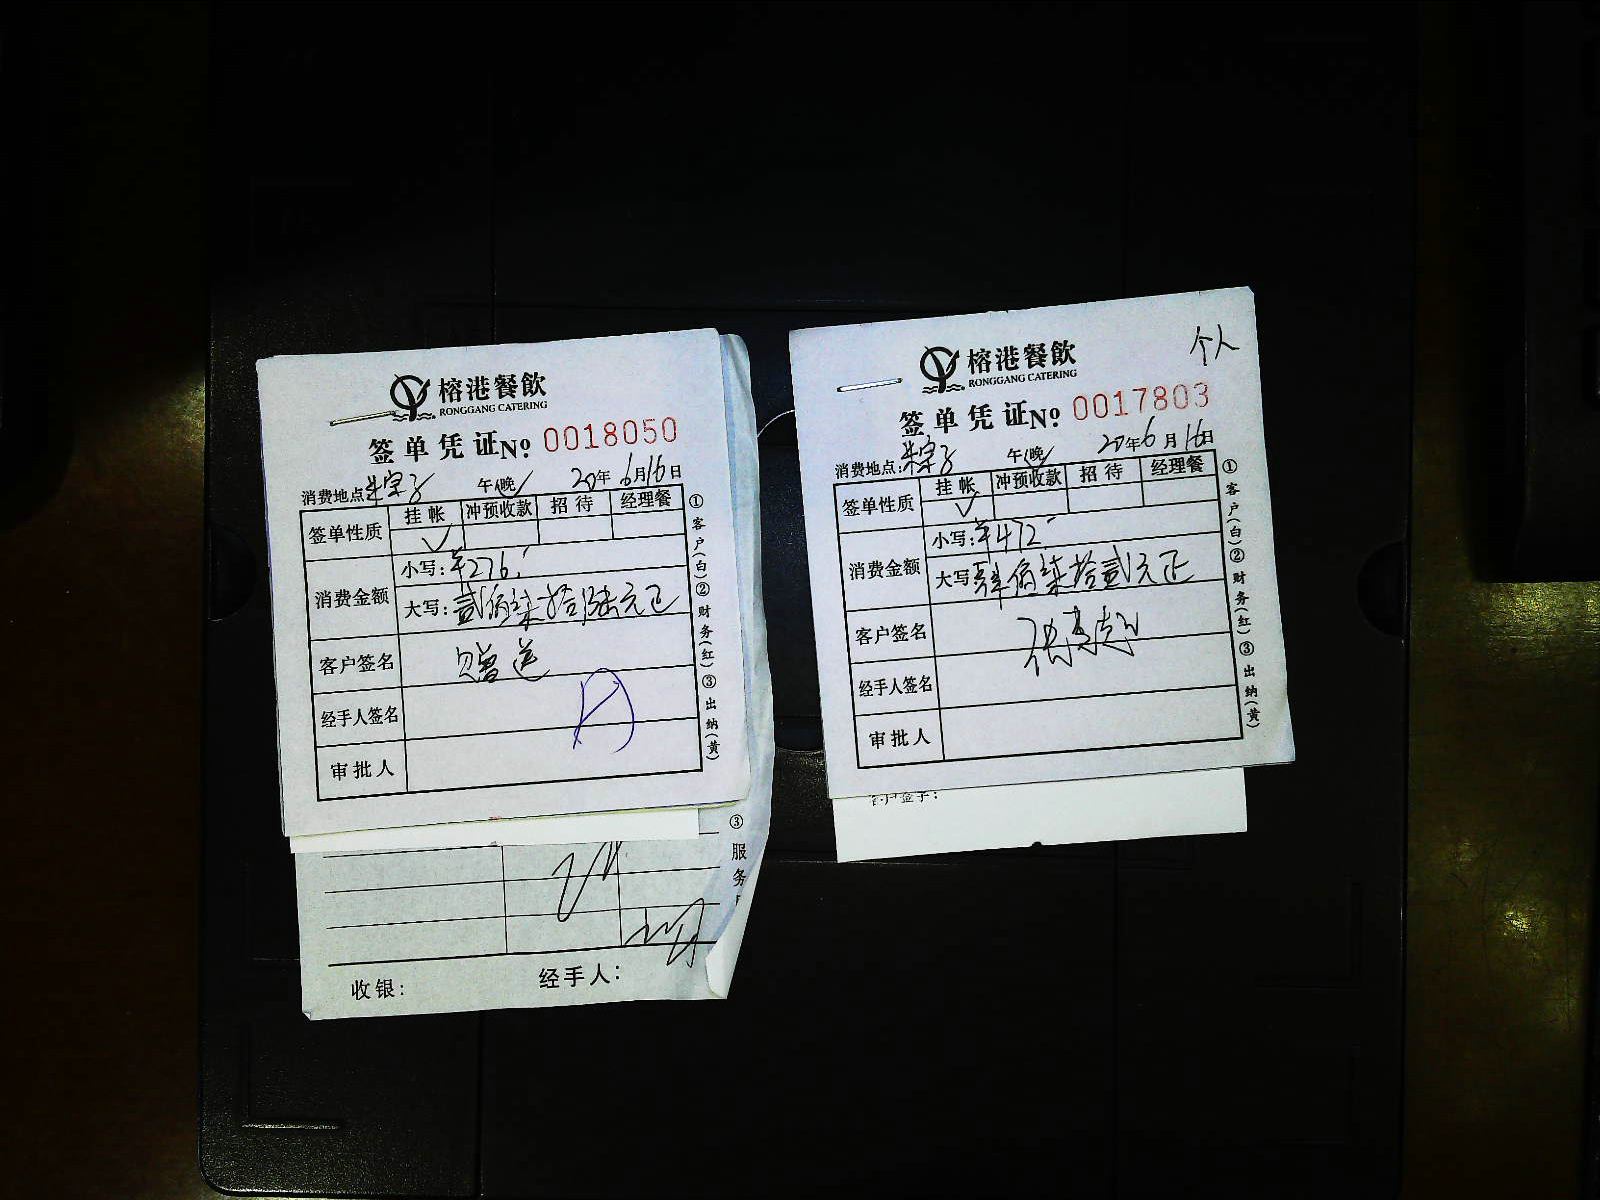 榕港餐飲
RONGGANG CATERING
签单凭证 No 0018050
消费地点: 午(晚) 20年6月16日
签单性质 挂帐 冲预收款 招待 经理餐
✓
消费金额 小写: ¥276
大写: 贰佰柒拾陆元正
客户签名 赠送
经手人签名
审批人
①客户(白)②财务(红)③出纳(黄)
③服务
收银: 经手人:
个人
榕港餐飲
RONGGANG CATERING
签单凭证 No 0017803
消费地点: 午(晚) 20年6月16日
签单性质 挂帐 冲预收款 招待 经理餐
✓
消费金额 小写: ¥472
大写: 肆佰柒拾贰元正
客户签名
经手人签名
审批人
①客户(白)②财务(红)③出纳(黄)